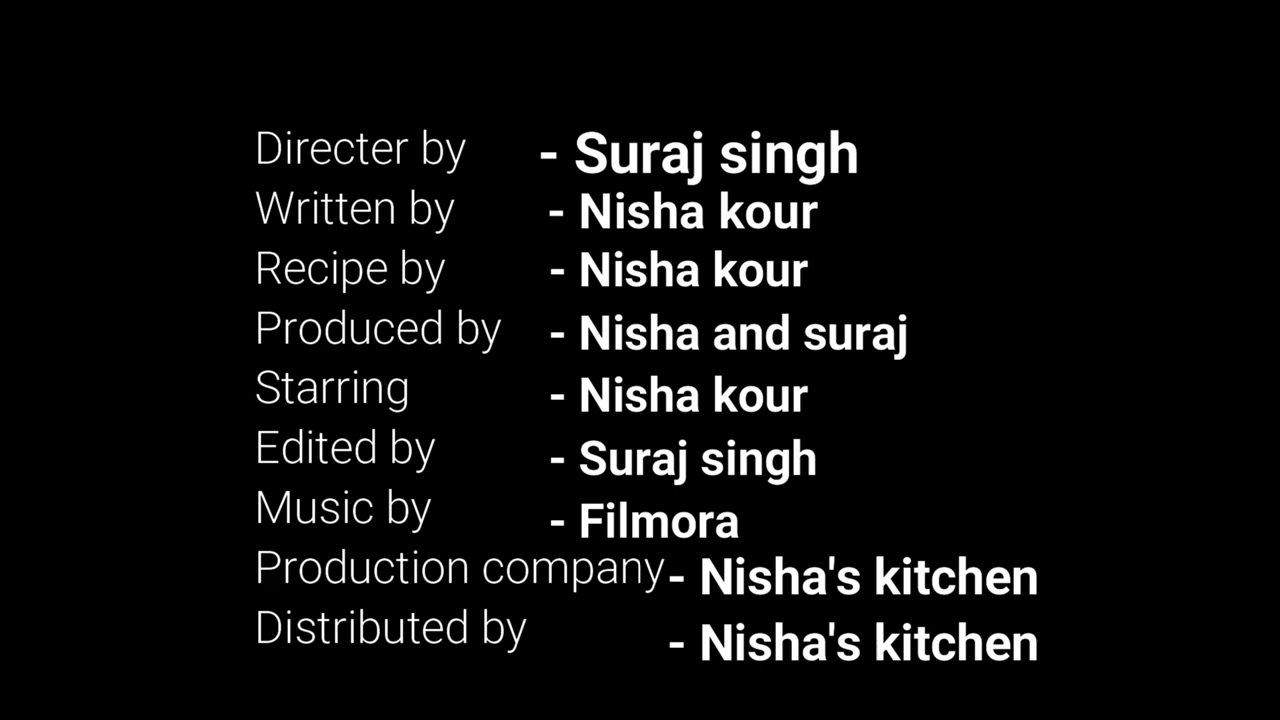 Directer by - Suraj singh
Written by - Nisha kour
Recipe by - Nisha kour
Produced by - Nisha and suraj
Starring - Nisha kour
Edited by - Suraj singh
Music by - Filmora
Production company - Nisha's kitchen
Distributed by - Nisha's kitchen